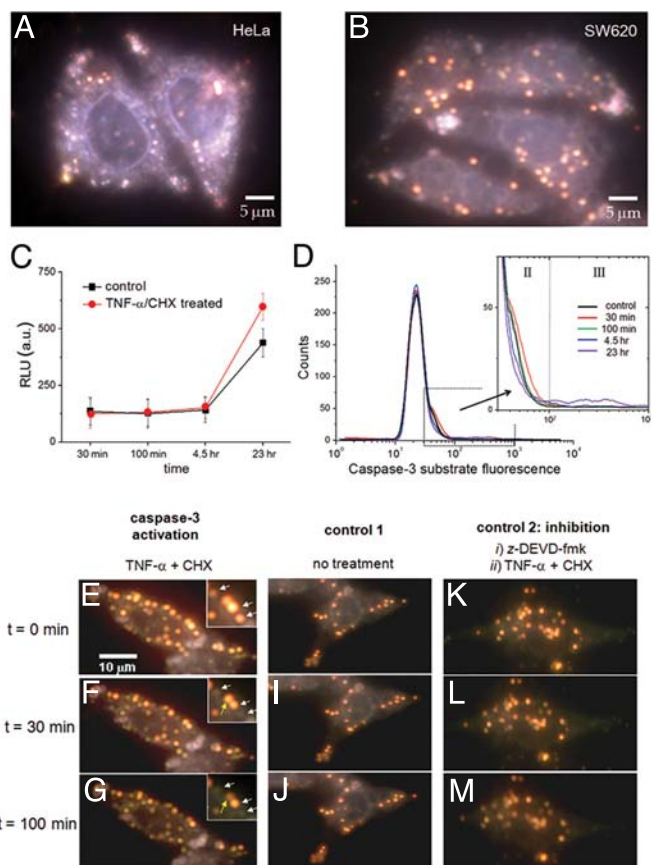 A
HeLa
5 µm
B
SW620
5 µm
C
750
500
250
0
RLU (a.u.)
control
TNF-α/CHX treated
30 min 100 min 4.5 hr 23 hr
time
D
250
200
150
100
50
0
Counts
10⁰ 10¹ 10² 10³ 10⁴
Caspase-3 substrate fluorescence
II III
50
0
control
30 min
100 min
4.5 hr
23 hr
10²
caspase-3
activation
TNF-α + CHX
control 1
no treatment
control 2: inhibition
i) z-DEVD-fmk
ii) TNF-α + CHX
t = 0 min
E
10 µm
K
t = 30 min
F
I
L
t = 100 min
G
J
M